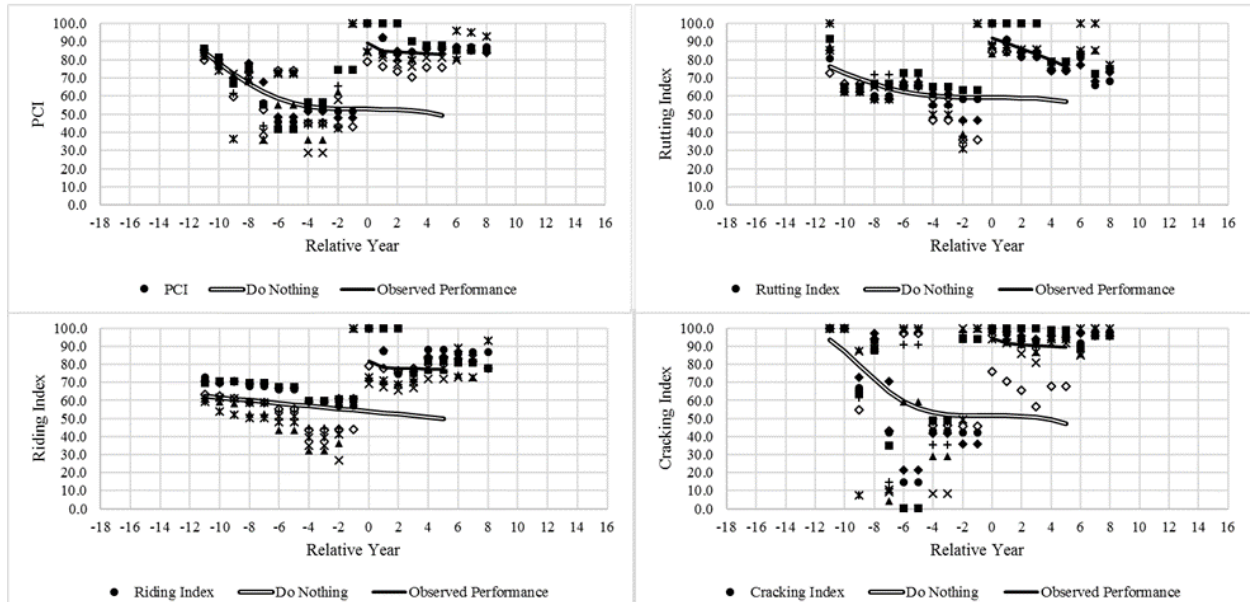 100.0
90.0
80.0
70.0
60.0
50.0
40.0
30.0
20.0
10.0
0.0
PCI
-18 -16 -14 -12 -10 -8 -6 -4 -2 0 2 4 6 8 10 12 14 16
Relative Year
PCI Do Nothing Observed Performance
100.0
90.0
80.0
70.0
60.0
50.0
40.0
30.0
20.0
10.0
0.0
Rutting Index
-18 -16 -14 -12 -10 -8 -6 -4 -2 0 2 4 6 8 10 12 14 16
Relative Year
Rutting Index Do Nothing Observed Performance
100.0
90.0
80.0
70.0
60.0
50.0
40.0
30.0
20.0
10.0
0.0
Riding Index
-18 -16 -14 -12 -10 -8 -6 -4 -2 0 2 4 6 8 10 12 14 16
Relative Year
Riding Index Do Nothing Observed Performance
100.0
90.0
80.0
70.0
60.0
50.0
40.0
30.0
20.0
10.0
0.0
Cracking Index
-18 -16 -14 -12 -10 -8 -6 -4 -2 0 2 4 6 8 10 12 14 16
Relative Year
Cracking Index Do Nothing Observed Performance